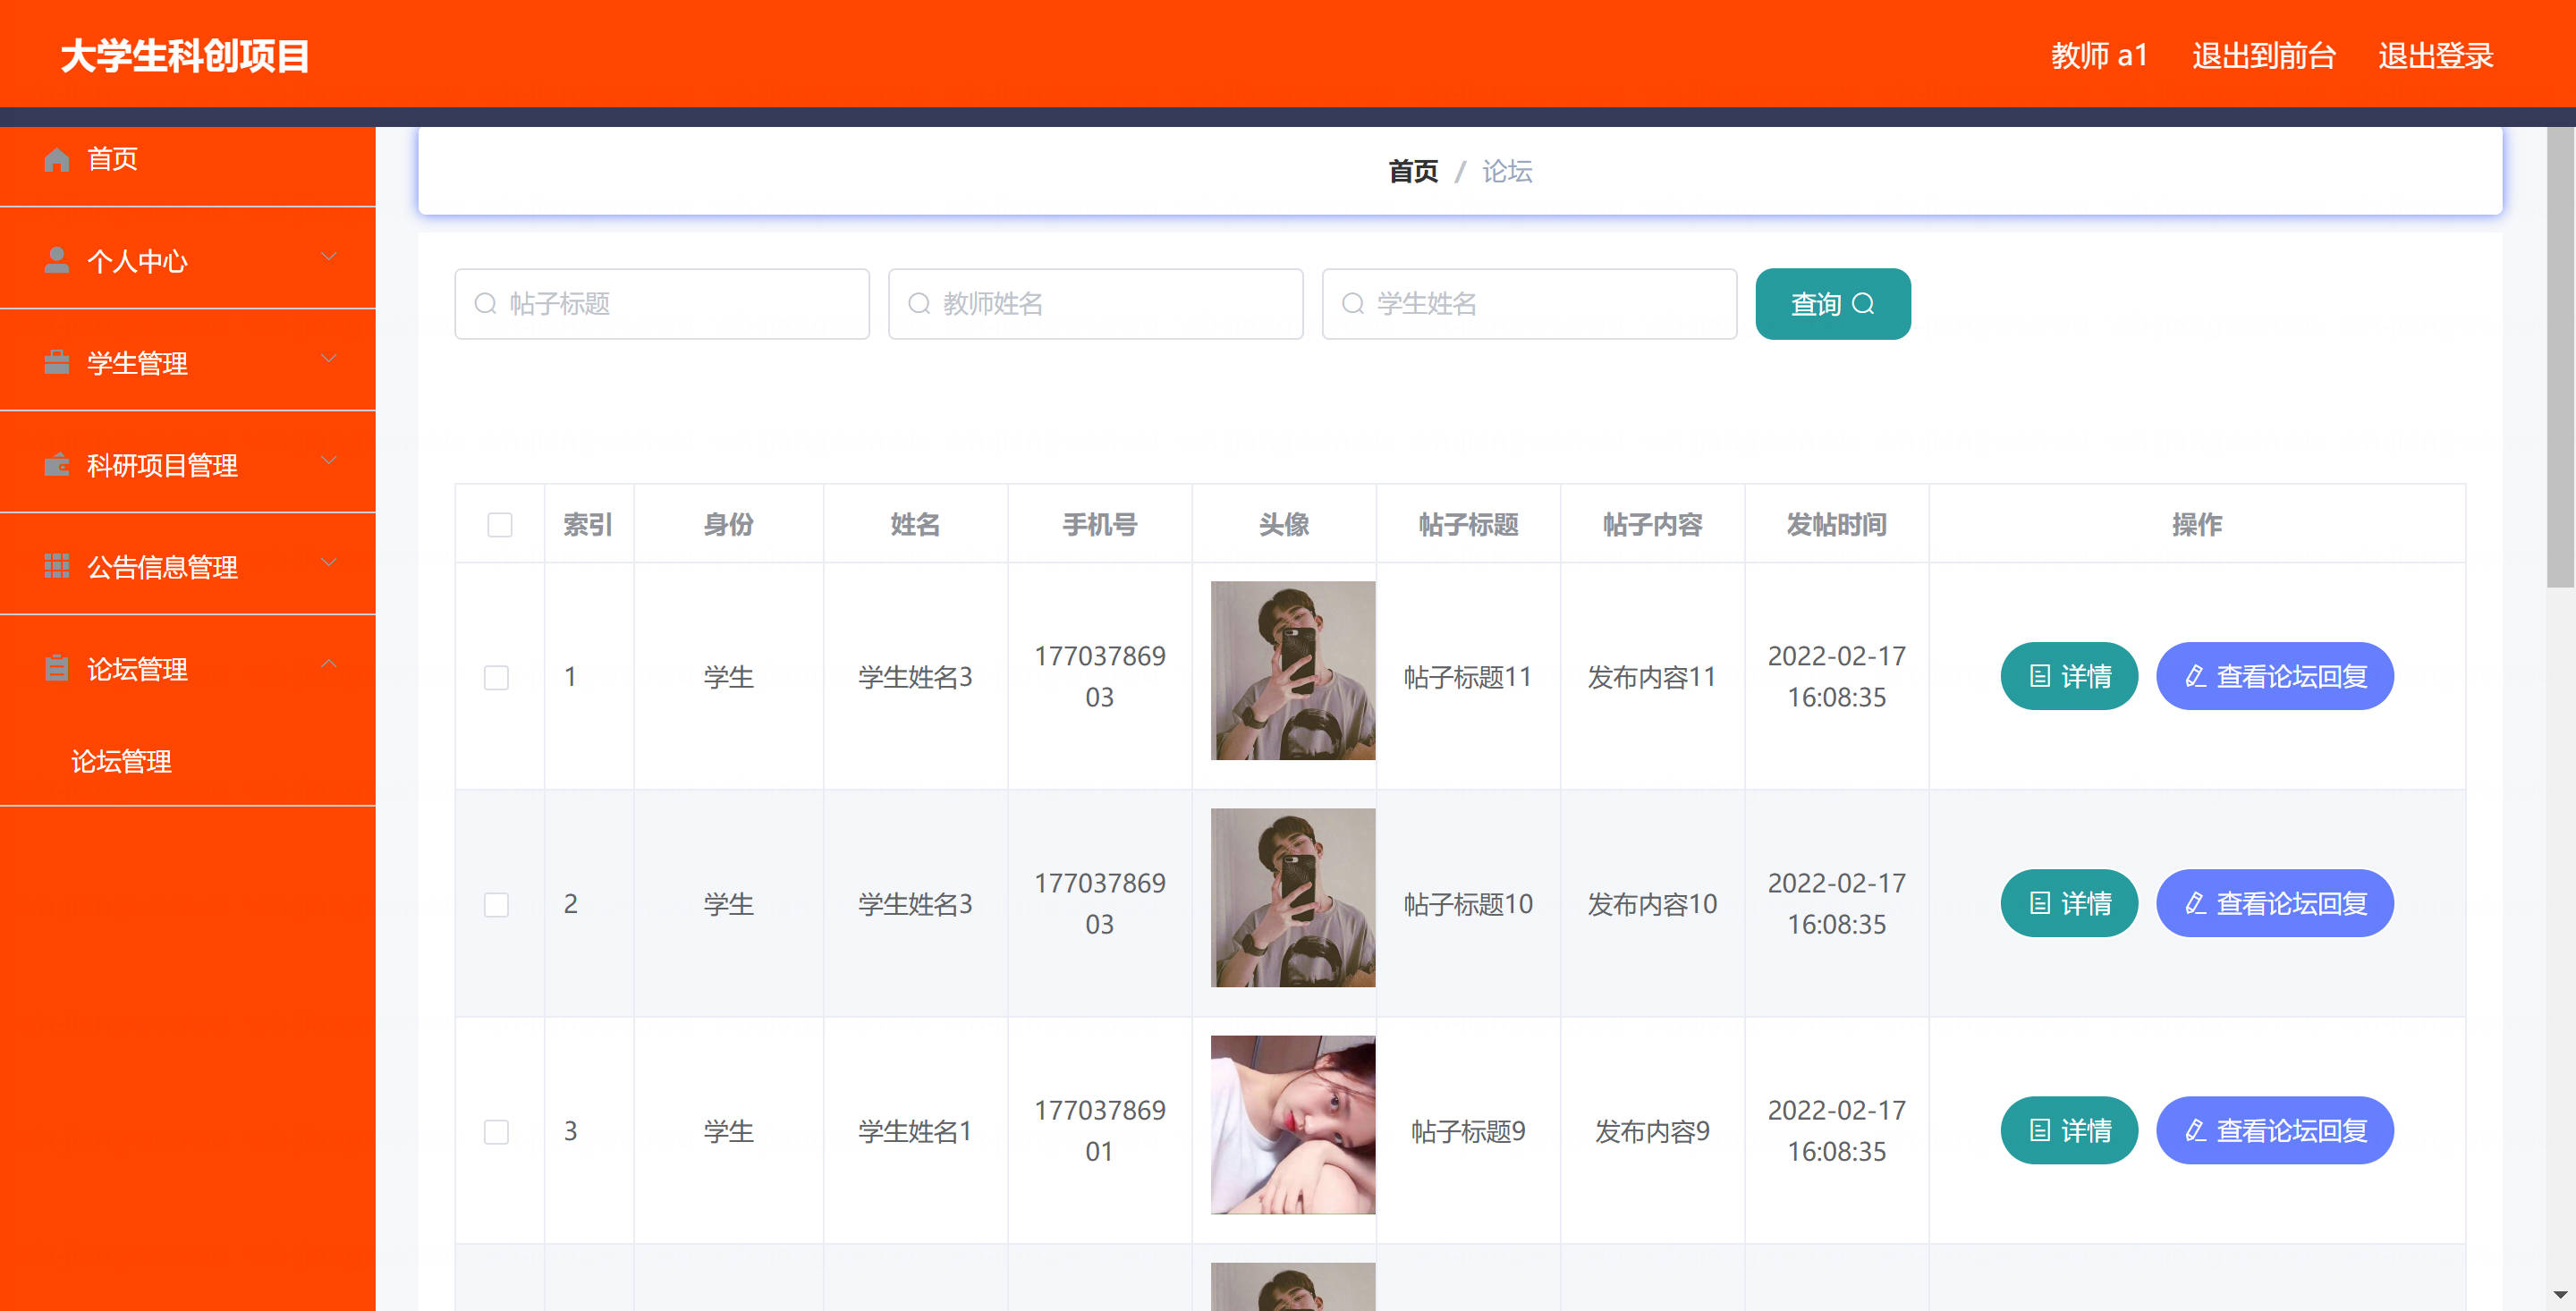 大学生科创项目
教师 a1 退出到前台 退出登录
首页
个人中心
学生管理
科研项目管理
公告信息管理
论坛管理
论坛管理
首页 / 论坛
帖子标题 教师姓名 学生姓名 查询
索引 身份 姓名 手机号 头像 帖子标题 帖子内容 发帖时间 操作
1 学生 学生姓名3 177037869
03 帖子标题11 发布内容11 2022-02-17
16:08:35 详情 查看论坛回复
2 学生 学生姓名3 177037869
03 帖子标题10 发布内容10 2022-02-17
16:08:35 详情 查看论坛回复
3 学生 学生姓名1 177037869
01 帖子标题9 发布内容9 2022-02-17
16:08:35 详情 查看论坛回复